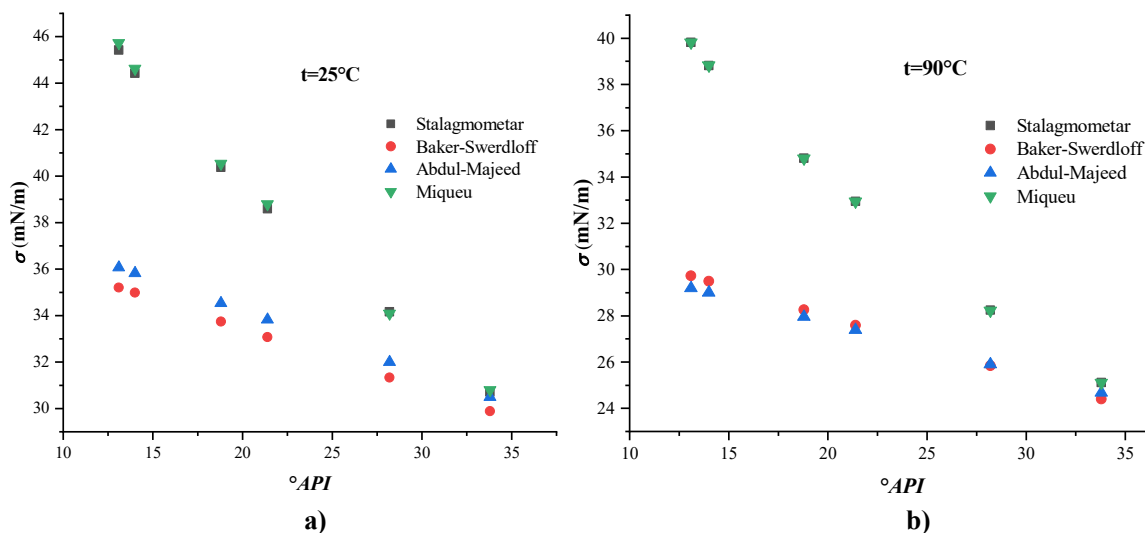 46
44
42
40
38
36
34
32
30
σ (mN/m)
10
15
20
25
30
35
°API
t=25°C
Stalagmometar
Baker-Swerdloff
Abdul-Majeed
Miqueu
a)
40
38
36
34
32
30
28
26
24
σ (mN/m)
10
15
20
25
30
35
°API
t=90°C
Stalagmometar
Baker-Swerdloff
Abdul-Majeed
Miqueu
b)